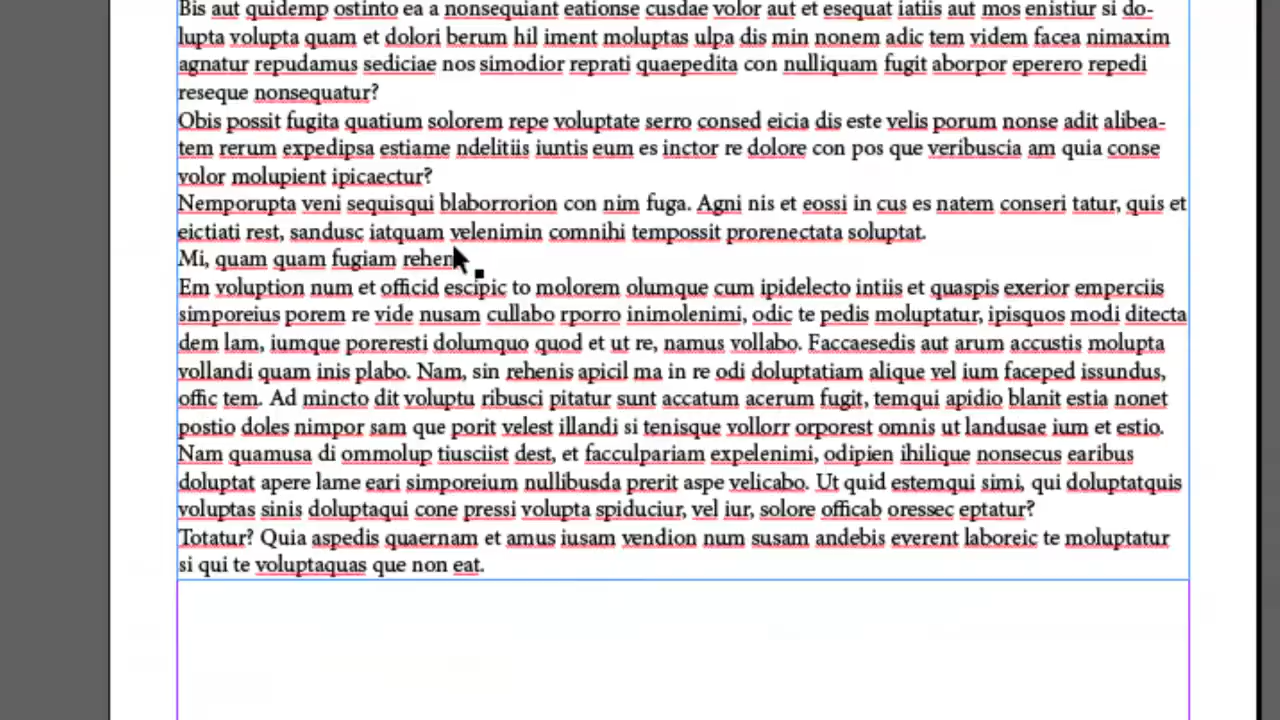 Bis aut quidemp ostinto ea a nonsequiant eationse cusdae volor aut et esequat iatiis aut mos enistiur si do-
lupta volupta quam et dolori berum hil iment moluptas ulpa dis min nonem adic tem videm facea nimaxim
agnatur repudamus sediciae nos simodior reprati quaepedita con nulliquam fugit aborpor eperero repedi
reseque nonsequatur?
Obis possit fugita quatium solorem repe voluptate serro consed eicia dis este velis porum nonse adit alibea-
tem rerum expedipsa estiame ndelitiis iuntis eum es inctor re dolore con pos que veribuscia am quia conse
volor molupient ipicaectur?
Nemporupta veni sequisqui blaborrorion con nim fuga. Agni nis et eossi in cus es natem conseri tatur, quis et
eictiati rest, sandusc iatquam velenimin comnihi tempossit prorenectata soluptat.
Mi, quam quam fugiam
Em voluption num et officid escipic to molorem olumque cum ipidelecto intiis et quaspis exerior emperciis
simporeius porem re vide nusam cullabo rporro inimolenimi, odic te pedis moluptatur, ipisquos modi ditecta
dem lam, iumque poreresti dolumquo quod et ut re, namus vollabo. Faccaesedis aut arum accustis molupta
vollandi quam inis plabo. Nam, sin rehenis apicil ma in re odi doluptatiam alique vel ium faceped issundus,
offic tem. Ad mincto dit voluptu ribusci pitatur sunt accatum acerum fugit, temqui apidio blanit estia nonet
postio doles nimpor sam que porit velest illandi si tenisque vollorr orporest omnis ut landusae ium et estio.
Nam quamusa di ommolup tiusciist dest, et facculpariam expelenimi, odipien ihilique nonsecus earibus
doluptat apere lame eari simporeium nullibusda prerit aspe velicabo. Ut quid estemqui simi, qui doluptatquis
voluptas sinis doluptaqui cone pressi volupta spiduciur, vel iur, solore officab oressec eptatur?
Totatur? Quia aspedis quaernam et amus iusam vendion num susam andebis everent laboreic te moluptatur
si qui te voluptaquas que non eat.